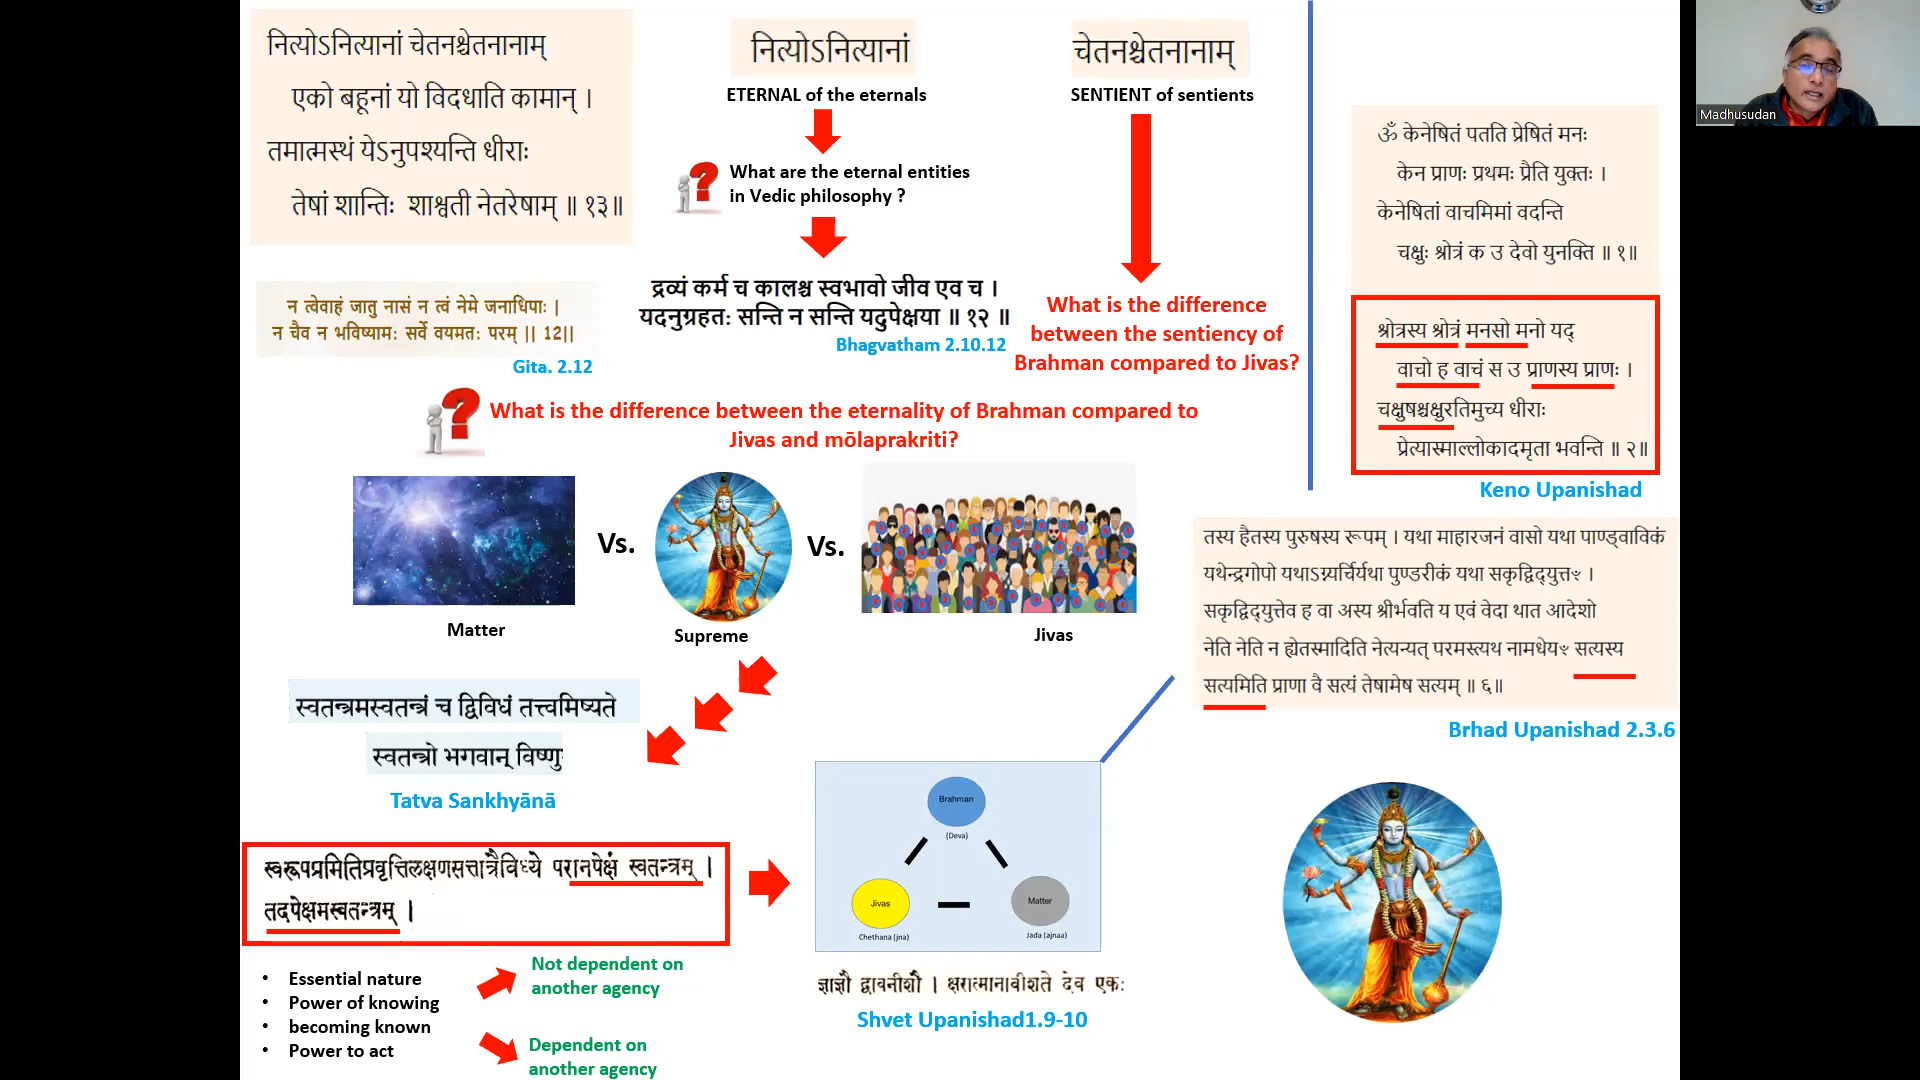 नित्योऽनित्यानां चेतनश्चेतनानाम्
एको बहूनां यो विदधाति कामान् ।
तमात्मस्थं येऽनुपश्यन्ति धीराः
तेषां शान्तिः शाश्वती नेतरेषाम् ॥ १३॥
नित्योऽनित्यानां
ETERNAL of the eternals
What are the eternal entities
in Vedic philosophy ?
चेतनश्चेतनानाम्
SENTIENT of sentients
न त्वेवाहं जातु नासं न त्वं नेमे जनाधिपाः |
न चैव न भविष्यामः सर्वे वयमतः परम् || 12||
Gita. 2.12
द्रव्यं कर्म च कालश्च स्वभावो जीव एव च ।
यदनुग्रहतः सन्ति न सन्ति यदुपेक्षया ॥ १२ ॥
Bhagvatham 2.10.12
What is the difference
between the sentiency of
Brahman compared to Jivas?
What is the difference between the eternality of Brahman compared to
Jivas and mōlaprakriti?
Matter
Vs.
Supreme
Vs.
Jivas
स्वतन्त्रमस्वतन्त्रं च द्विविधं तत्त्वमिष्यते
स्वतन्त्रो भगवान् विष्णु
Tatva Sankhyānā
स्वरूपप्रमितिप्रवृत्तिलक्षणसत्तात्रैविध्ये परानपेक्षं स्वतन्त्रम् ।
तदपेक्षमस्वतन्त्रम् ।
• Essential nature
• Power of knowing
• becoming known
• Power to act
Not dependent on
another agency
Dependent on
another agency
Brahman
(Deva)
Jivas
Chethana (jna)
Matter
Jada (ajnaa)
ज्ञाज्ञौ द्वावनीशौ । क्षरात्मानावीशते देव एकः
Shvet Upanishad1.9-10
ॐ केनेषितं पतति प्रेषितं मनः
केन प्राणः प्रथमः प्रैति युक्तः ।
केनेषितां वाचमिमां वदन्ति
चक्षुः श्रोत्रं क उ देवो युनक्ति ॥ १॥
श्रोत्रस्य श्रोत्रं मनसो मनो यद्
वाचो ह वाचं स उ प्राणस्य प्राणः ।
चक्षुषश्चक्षुरतिमुच्य धीराः
प्रेत्यास्माल्लोकादमृता भवन्ति ॥ २॥
Keno Upanishad
तस्य हैतस्य पुरुषस्य रूपम् । यथा माहारजनं वासो यथा पाण्ड्वाविकं
यथेन्द्रगोपो यथाऽग्न्यर्चिर्यथा पुण्डरीकं यथा सकृद्विद्युत्तꣳ ।
सकृद्विद्युत्तेव ह वा अस्य श्रीर्भवति य एवं वेदा थात आदेशो
नेति नेति न ह्येतस्मादिति नेत्यन्यत् परमस्त्यथ नामधेयꣳ सत्यस्य
सत्यमिति प्राणा वै सत्यं तेषामेष सत्यम् ॥ ६॥
Brhad Upanishad 2.3.6
Madhusudan